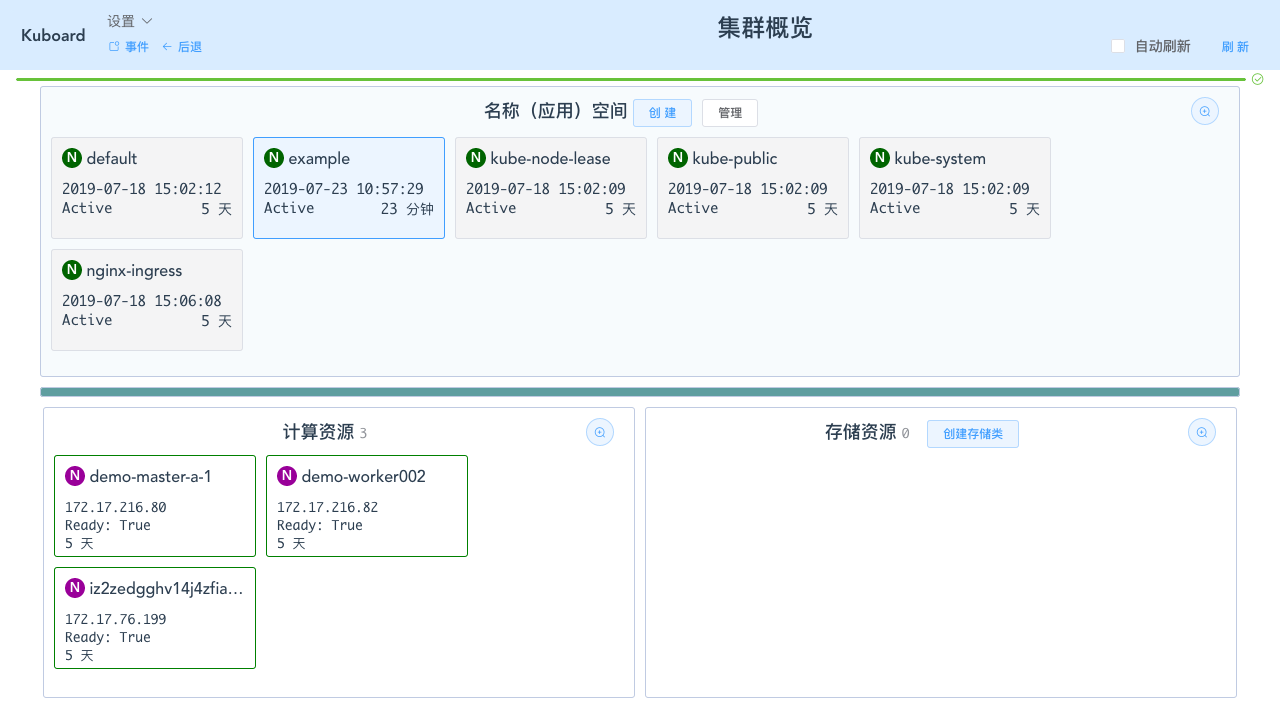 Kuboard
设置
事件 后退
集群概览
自动刷新 刷 新
名称（应用）空间 创 建 管理
N default
2019-07-18 15:02:12
Active 5 天
N example
2019-07-23 10:57:29
Active 23 分钟
N kube-node-lease
2019-07-18 15:02:09
Active 5 天
N kube-public
2019-07-18 15:02:09
Active 5 天
N kube-system
2019-07-18 15:02:09
Active 5 天
N nginx-ingress
2019-07-18 15:06:08
Active 5 天
计算资源 3
N demo-master-a-1
172.17.216.80
Ready: True
5 天
N demo-worker002
172.17.216.82
Ready: True
5 天
N iz2zedgghv14j4zfia…
172.17.76.199
Ready: True
5 天
存储资源 0 创建存储类